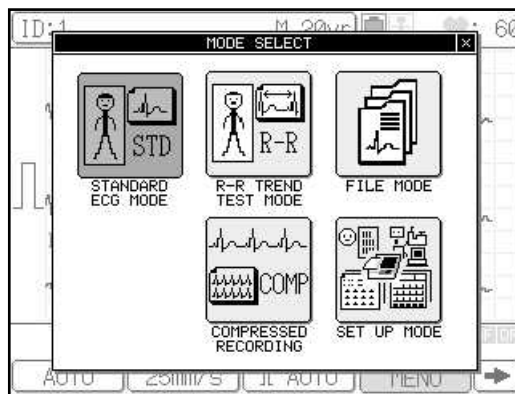 ID:1 M 20yr : 60
MODE SELECT
STD
R-R
STANDARD
ECG MODE
R-R TREND
TEST MODE
FILE MODE
COMP
COMPRESSED
RECORDING
SET UP MODE
AUTO 25mm/s II AUTO MENU